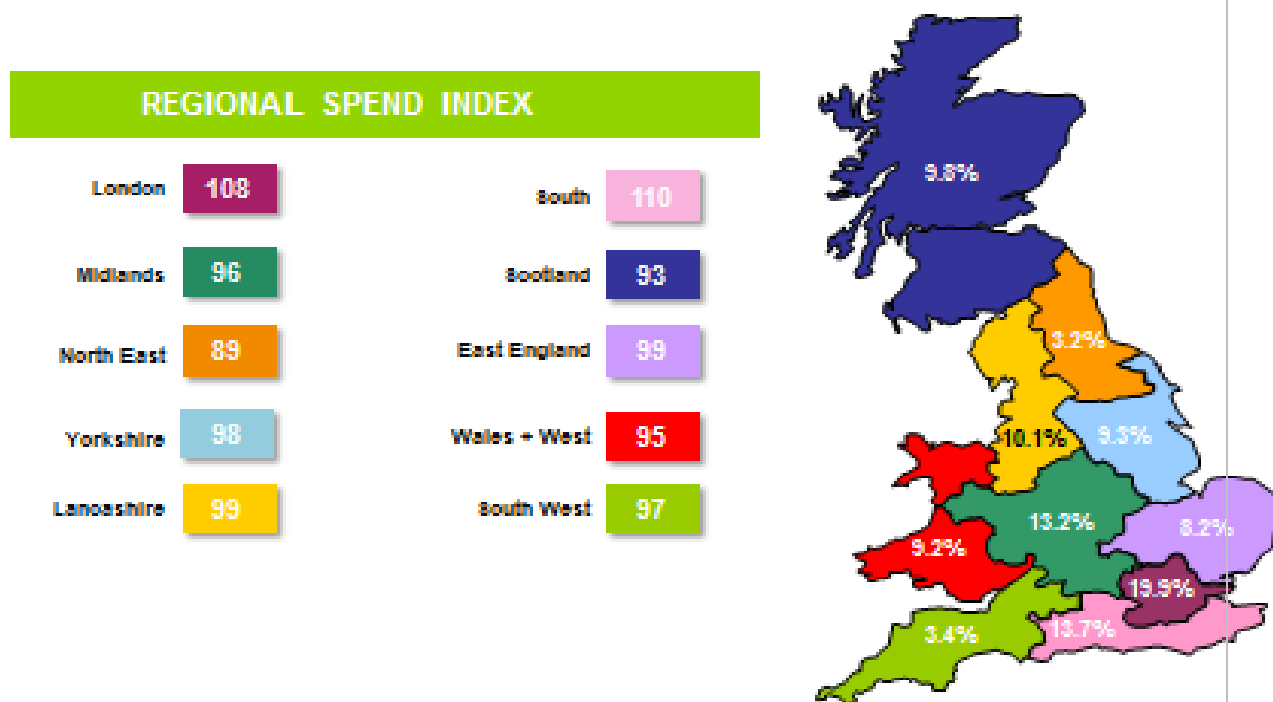 REGIONAL SPEND INDEX
London 108
Midlands 96
North East 89
Yorkshire 98
Lancashire 99
South 110
Scotland 93
East England 99
Wales + West 95
South West 97
9.8%
3.2%
10.1%
9.3%
13.2%
8.2%
9.2%
19.9%
3.4%
13.7%